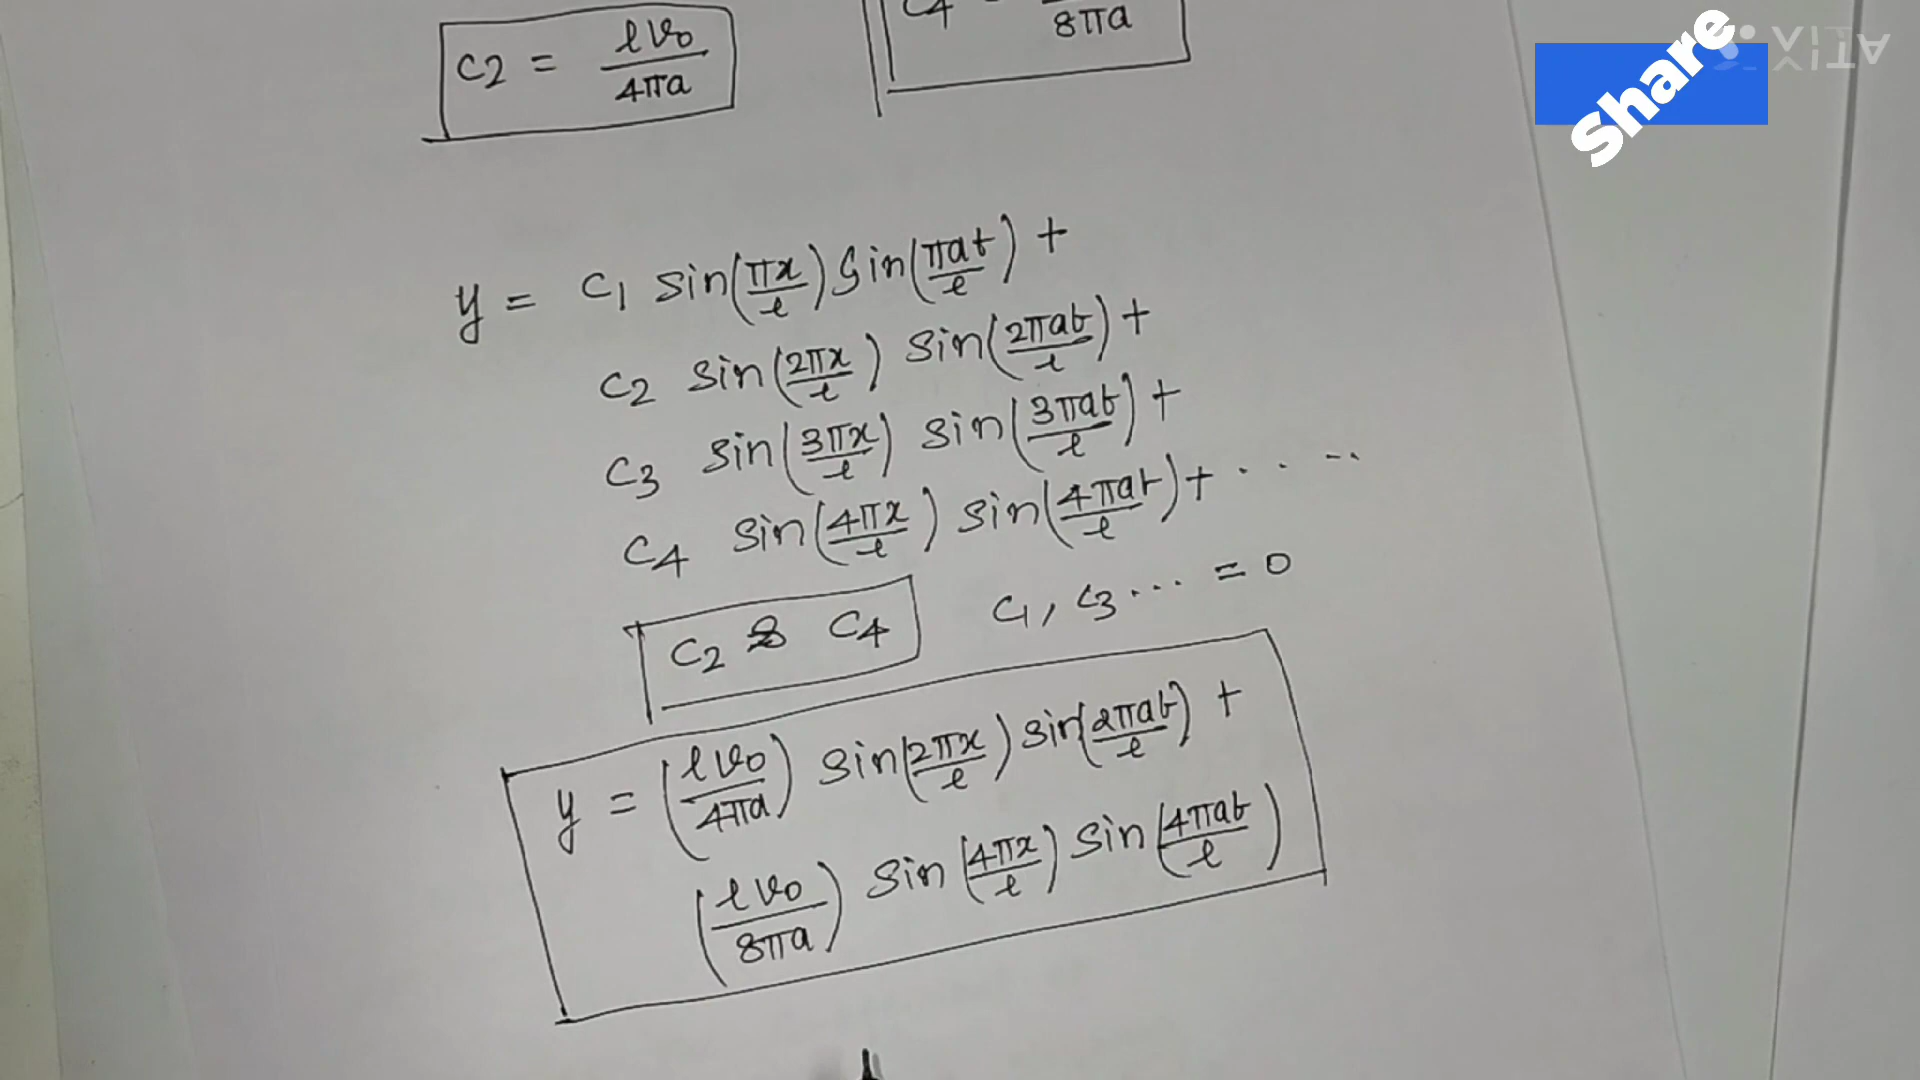 c2 = lv₀/4πa
c4 8πa
Share
VITA
y = c1 sin(πx/l) sin(πat/l) +
c2 sin(2πx/l) sin(2πat/l) +
c3 sin(3πx/l) sin(3πat/l) +
c4 sin(4πx/l) sin(4πat/l) + .....
c2 & c4 c1, c3 ... = 0
y = (lv₀/4πa) sin(2πx/l) sin(2πat/l) +
(lv₀/8πa) sin(4πx/l) sin(4πat/l)